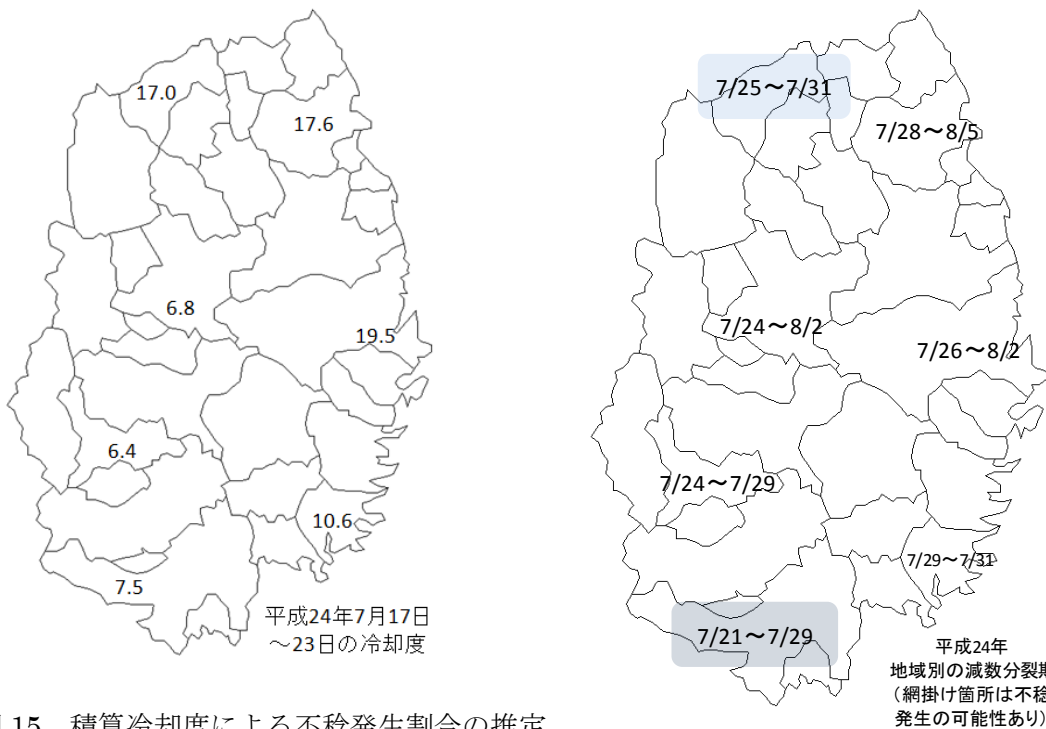 17.0
17.6
6.8
19.5
6.4
10.6
7.5
平成24年7月17日
～23日の冷却度
7/25～7/31
7/28～8/5
7/24～8/2
7/26～8/2
7/24～7/29
7/29～7/31
7/21～7/29
平成24年
地域別の減数分裂期
（網掛け箇所は不稔
発生の可能性あり）
15 積算冷却度による不稔発生割合の推定